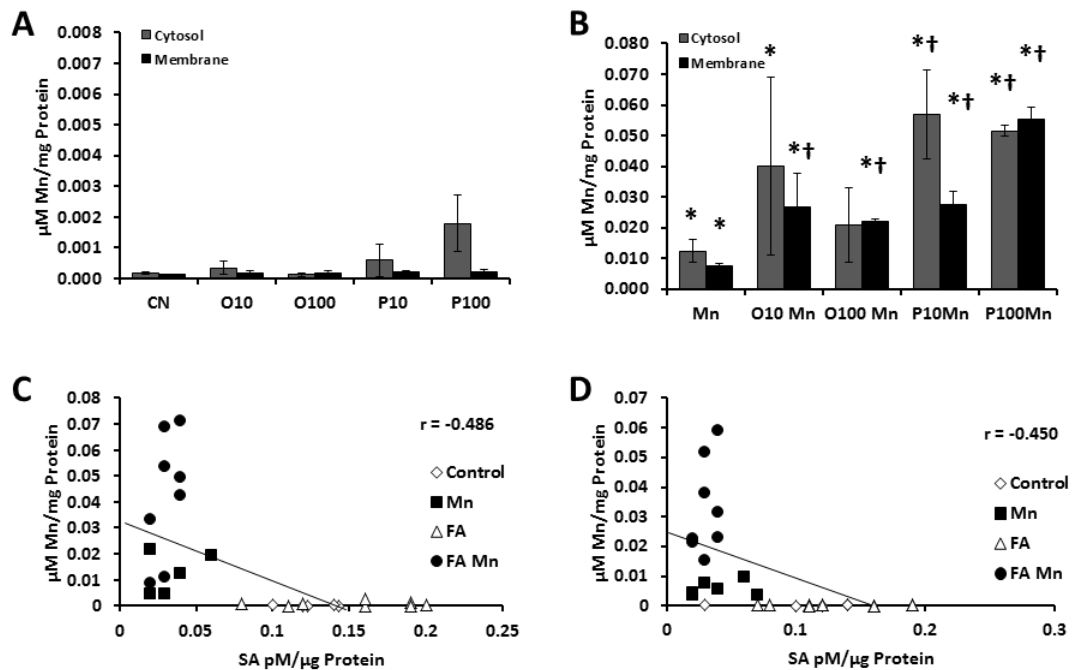 A
µM Mn/mg Protein
0.008
0.007
0.006
0.005
0.004
0.003
0.002
0.001
0.000
Cytosol
Membrane
CN O10 O100 P10 P100
B
µM Mn/mg Protein
0.080
0.070
0.060
0.050
0.040
0.030
0.020
0.010
0.000
Cytosol
Membrane
* * * *† *† *† *† *† *†
Mn O10 Mn O100 Mn P10Mn P100Mn
C
µM Mn/mg Protein
0.08
0.07
0.06
0.05
0.04
0.03
0.02
0.01
0
r = -0.486
Control
Mn
FA
FA Mn
0 0.05 0.1 0.15 0.2 0.25
SA pM/µg Protein
D
µM Mn/mg Protein
0.07
0.06
0.05
0.04
0.03
0.02
0.01
0
r = -0.450
Control
Mn
FA
FA Mn
0 0.1 0.2 0.3
SA pM/µg Protein